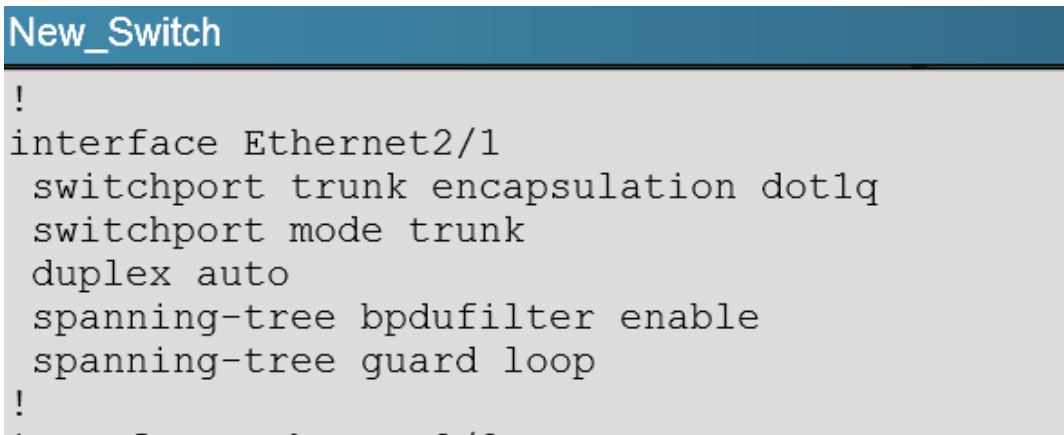 New_Switch
!
interface Ethernet2/1
switchport trunk encapsulation dot1q
switchport mode trunk
duplex auto
spanning-tree bpdufilter enable
spanning-tree guard loop
!